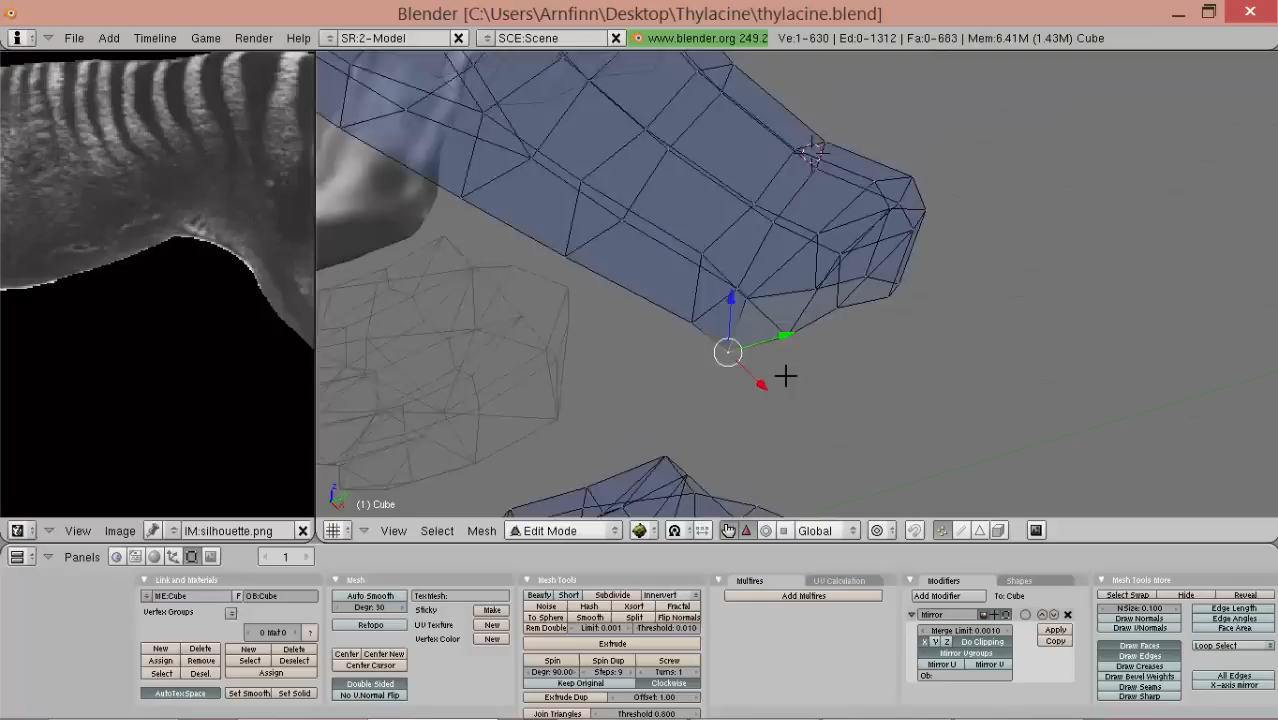 Blender [C:\Users\Arnfinn\Desktop\Thylacine\thylacine.blend]
File Add Timeline Game Render Help SR:2-Model SCE:Scene www.blender.org 249.2 Ve:1-630 | Ed:0-1312 | Fa:0-683 | Mem:6.41M (1.43M) Cube
(1) Cube
View Image IM:silhouette.png View Select Mesh Edit Mode Global
Panels 1
Link and Materials Mesh Mesh Tools Multires UV Calculation Modifiers Shapes Mesh Tools More
ME:Cube F OB:Cube Auto Smooth TexMesh: Beauty Short Subdivide Innervert Add Multires Add Modifier To: Cube Select Swap Hide Reveal
Vertex Groups Degr: 30 Sticky Make Noise Hash Xsort Fractal Mirror NSize: 0.100 Edge Length
Retopo UV Texture New To Sphere Smooth Split Flip Normals Draw Normals Edge Angles
0 Mat 0 ? Vertex Color New Rem Double Limit: 0.001 Threshold: 0.010 Merge Limit: 0.0010 Apply Draw VNormals Face Area
New Delete New Delete Center Center New Extrude X Y Z Do Clipping Copy Draw Faces Loop Select
Assign Remove Select Deselect Center Cursor Spin Spin Dup Screw Mirror Vgroups Draw Edges
Select Desel. Assign Degr: 90.00 Steps: 9 Turns: 1 Mirror U Mirror V Draw Creases
Double Sided Keep Original Clockwise Ob: Draw Bevel Weights All Edges
AutoTexSpace Set Smooth Set Solid No V.Normal Flip Extrude Dup Offset: 1.00 Draw Seams X-axis mirror
Join Triangles Threshold 0.800 Draw Sharp